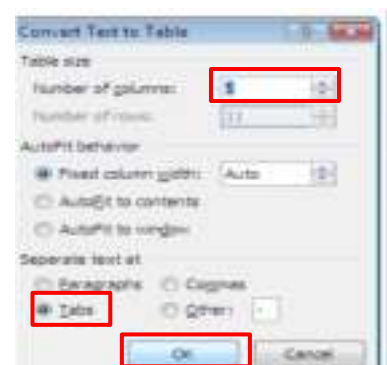 Convert Text to Table
Table size
Number of columns: 5
Number of rows:
AutoFit behavior
Fixed column width: Auto
AutoFit to contents
AutoFit to window
Separate text at
Paragraphs Commas
Tabs Other: -
OK Cancel